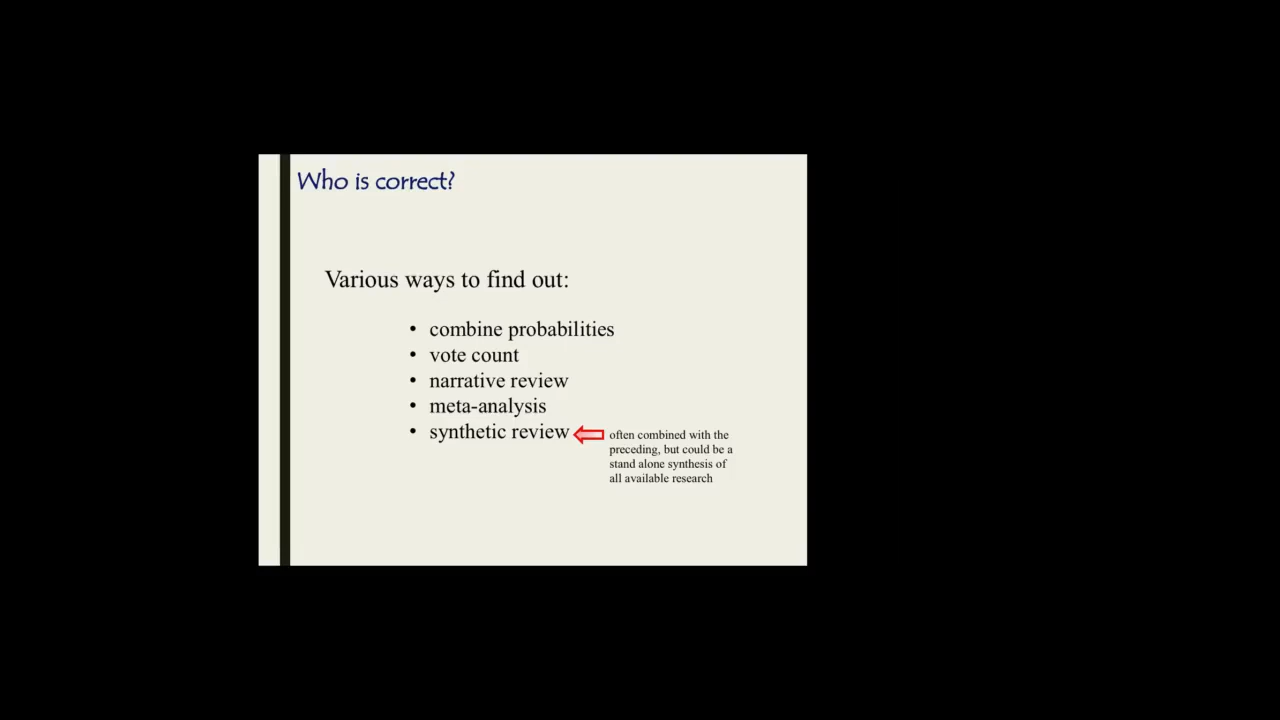 Who is correct?
Various ways to find out:
• combine probabilities
• vote count
• narrative review
• meta-analysis
• synthetic review
often combined with the
preceding, but could be a
stand alone synthesis of
all available research